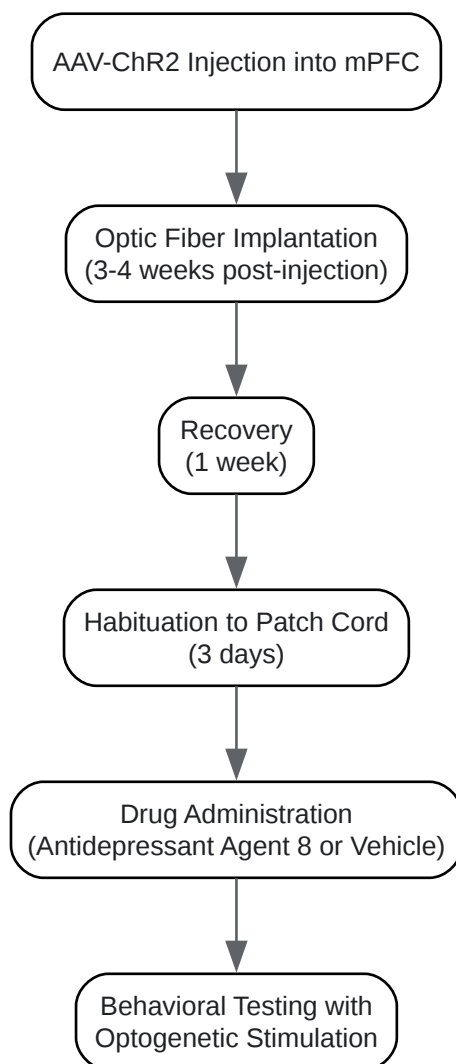 AAV-ChR2 Injection into mPFC
Optic Fiber Implantation
(3-4 weeks post-injection)
Recovery
(1 week)
Habituation to Patch Cord
(3 days)
Drug Administration
(Antidepressant Agent 8 or Vehicle)
Behavioral Testing with
Optogenetic Stimulation